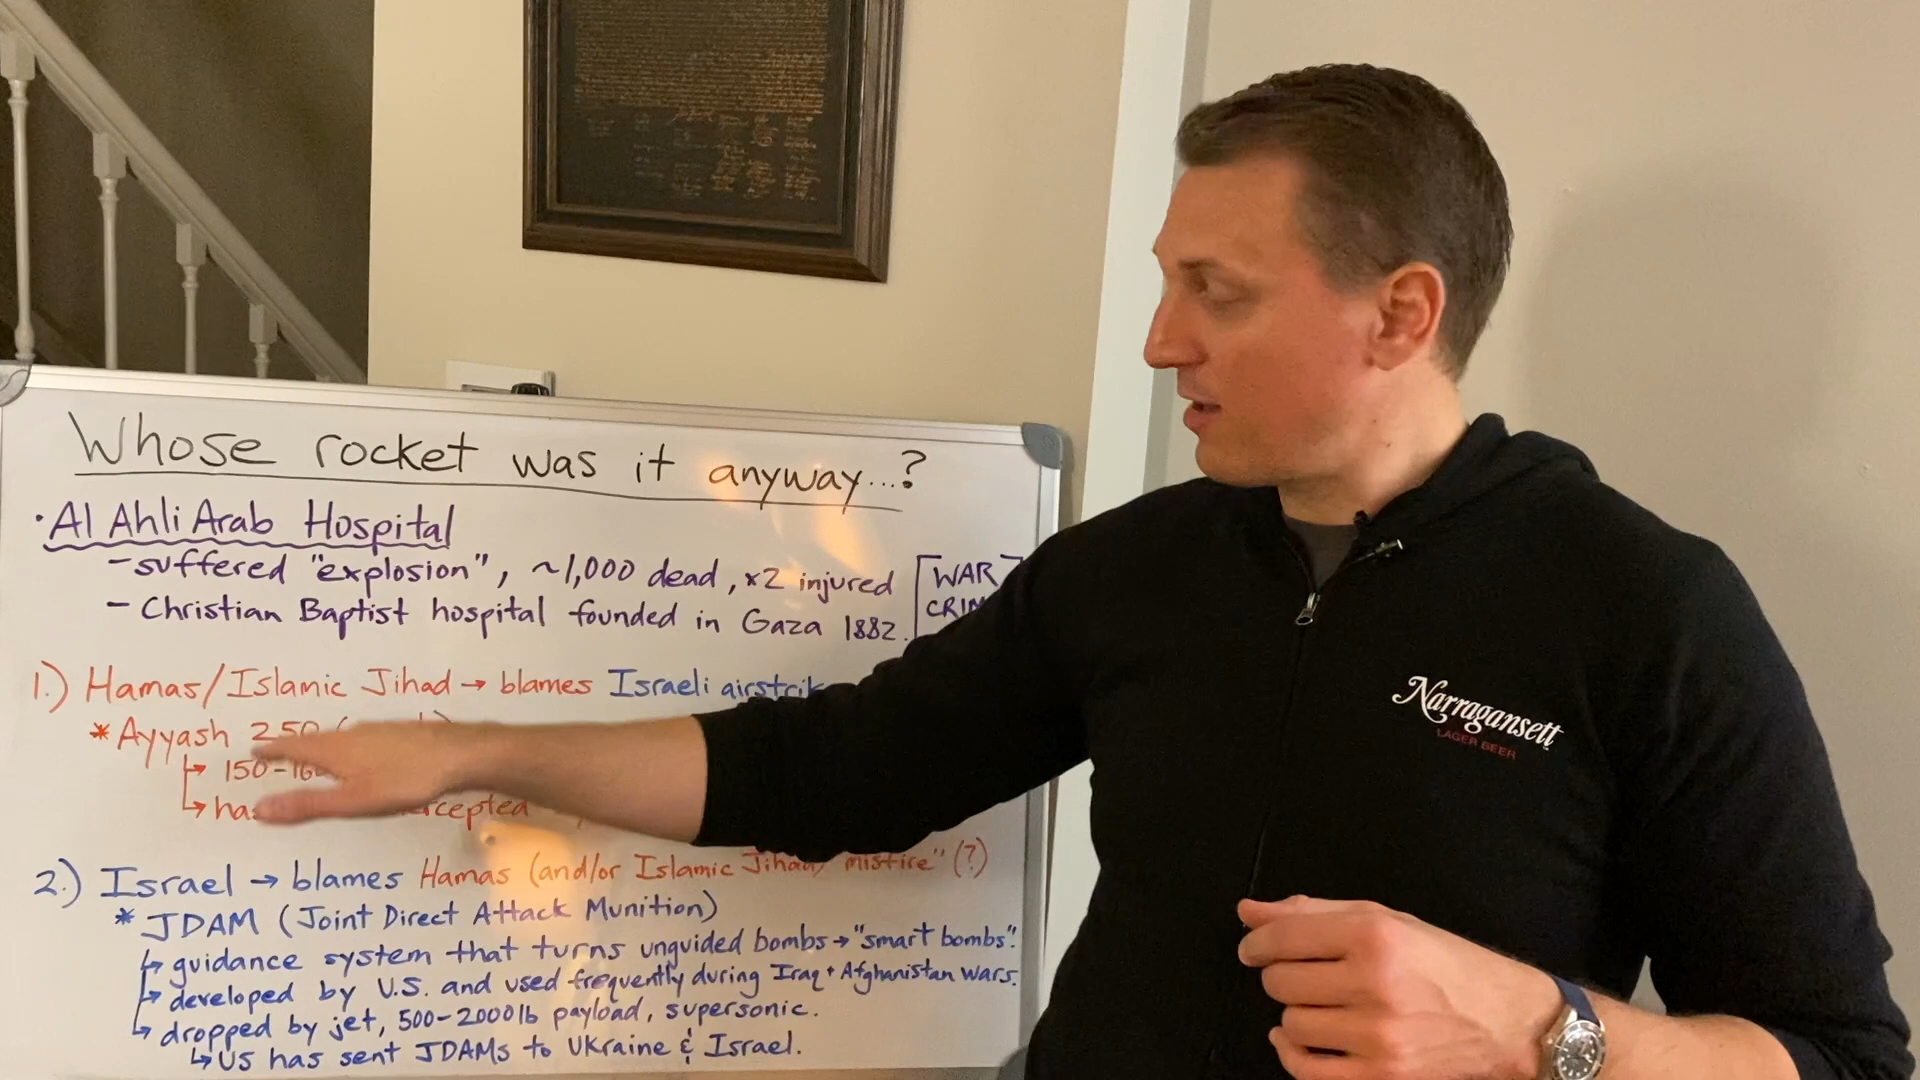 Whose rocket was it anyway...?
• Al Ahli Arab Hospital
- suffered "explosion", ~1,000 dead, x2 injured
- Christian Baptist hospital founded in Gaza 1882.
[WAR
CRIM
1.) Hamas/Islamic Jihad → blames Israeli airstrik
* Ayyash 250
↳ 150-160
↳ has rcepted
2.) Israel → blames Hamas (and/or Islamic Jihad) misfire" (?)
* JDAM (Joint Direct Attack Munition)
↳ guidance system that turns unguided bombs → "smart bombs".
↳ developed by U.S. and used frequently during Iraq + Afghanistan wars.
↳ dropped by jet, 500-2000lb payload, supersonic.
↳ US has sent JDAMs to Ukraine & Israel.
Narragansett
LAGER BEER